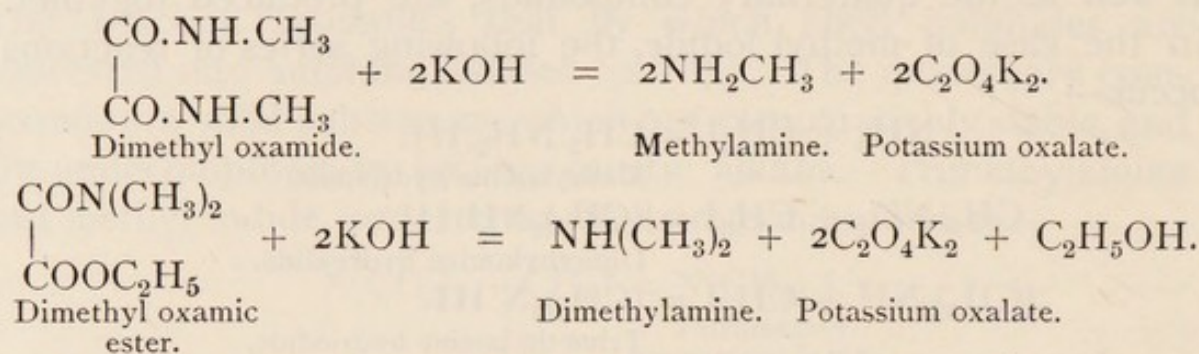 CO.NH.CH₃
| + 2KOH = 2NH₂CH₃ + 2C₂O₄K₂.
CO.NH.CH₃
Dimethyl oxamide. Methylamine. Potassium oxalate.
CON(CH₃)₂
| + 2KOH = NH(CH₃)₂ + 2C₂O₄K₂ + C₂H₅OH.
COOC₂H₅
Dimethyl oxamic Dimethylamine. Potassium oxalate.
ester.